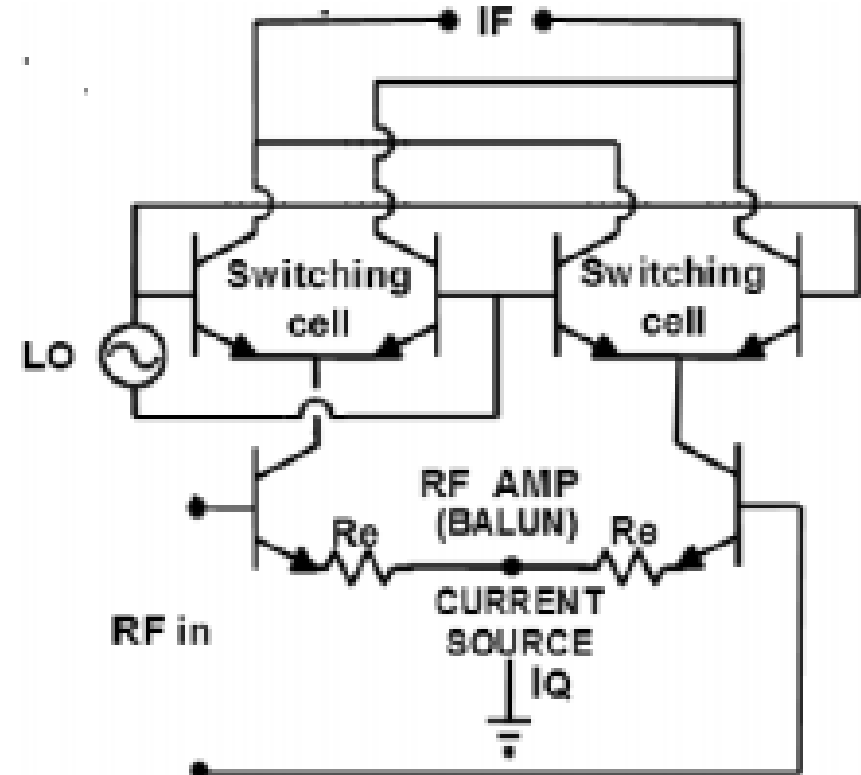 IF
Switching
cell
Switching
cell
LO
RF AMP
(BALUN)
Re
Re
CURRENT
SOURCE
IQ
RF in